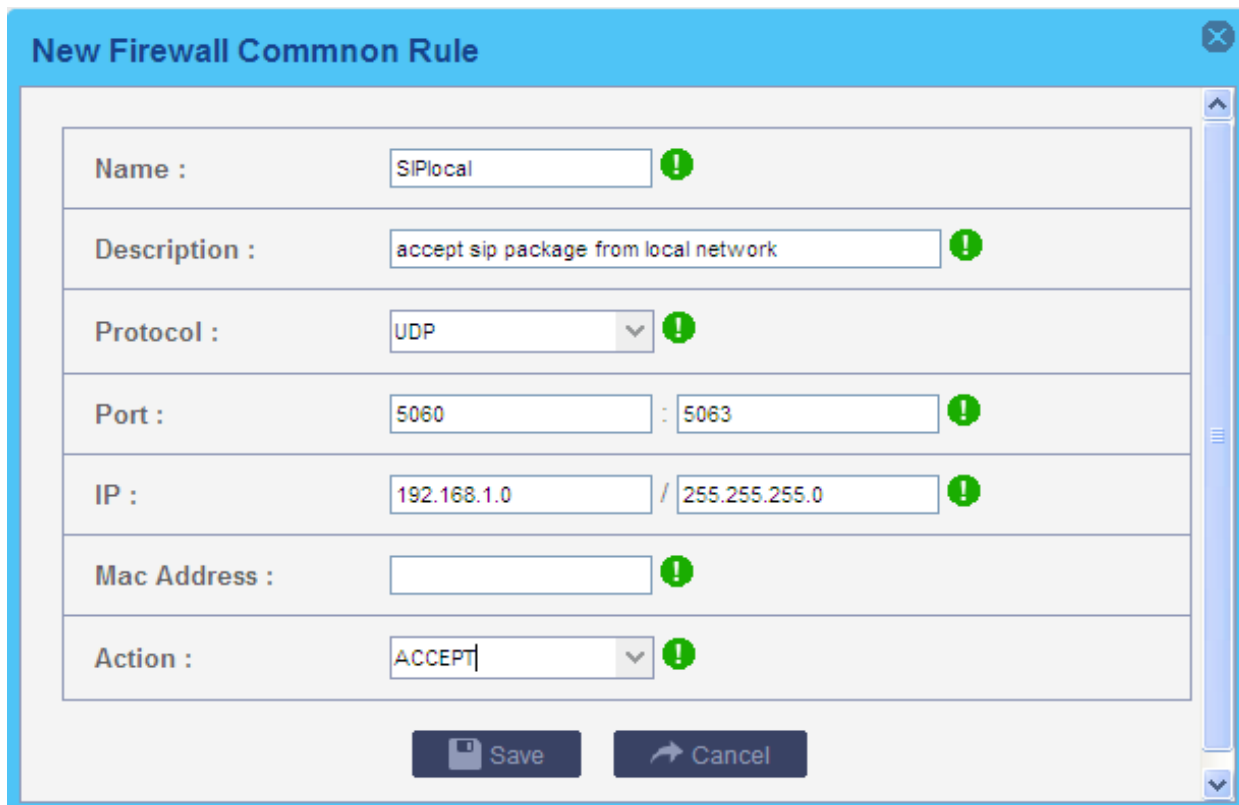 New Firewall Commnon Rule
Name : SIPlocal
Description : accept sip package from local network
Protocol : UDP
Port : 5060 : 5063
IP : 192.168.1.0 / 255.255.255.0
Mac Address :
Action : ACCEPT
Save Cancel